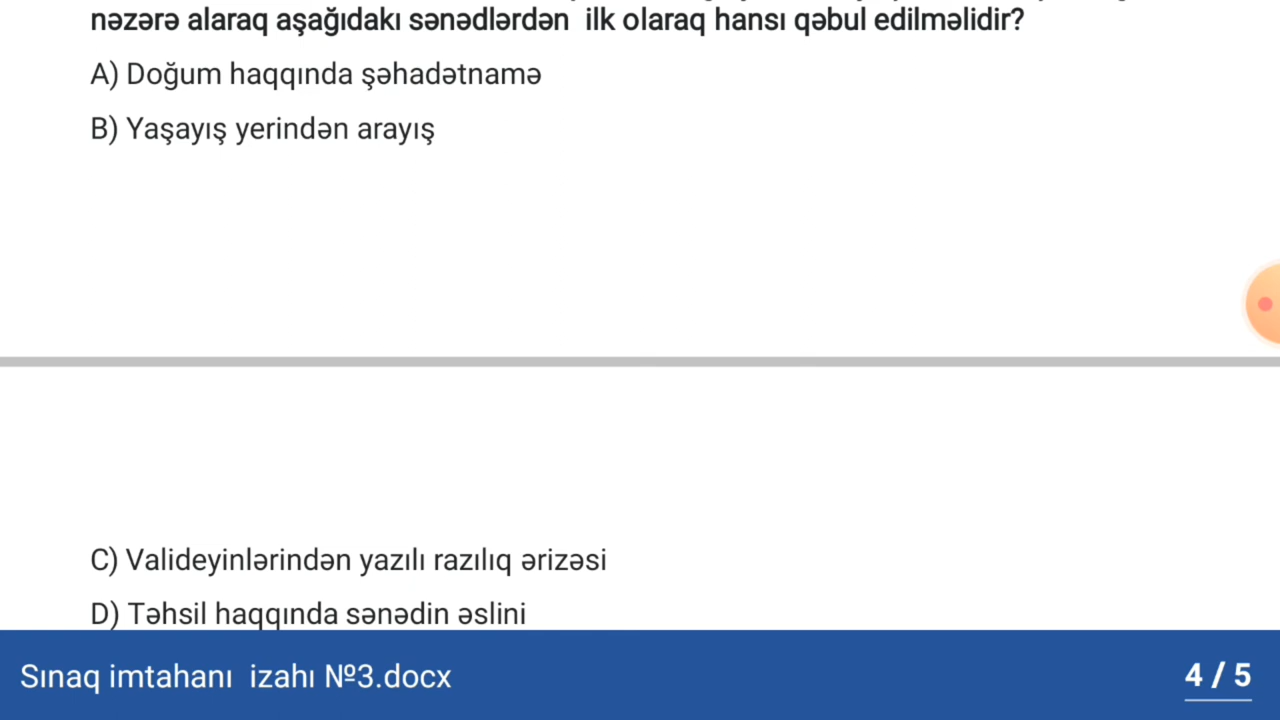 nəzərə alaraq aşağıdakı sənədlərdən ilk olaraq hansı qəbul edilməlidir?
A) Doğum haqqında şəhadətnamə
B) Yaşayış yerindən arayış
C) Valideyinlərindən yazılı razılıq ərizəsi
D) Təhsil haqqında sənədin əslini
Sınaq imtahanı izahı №3.docx
4 / 5